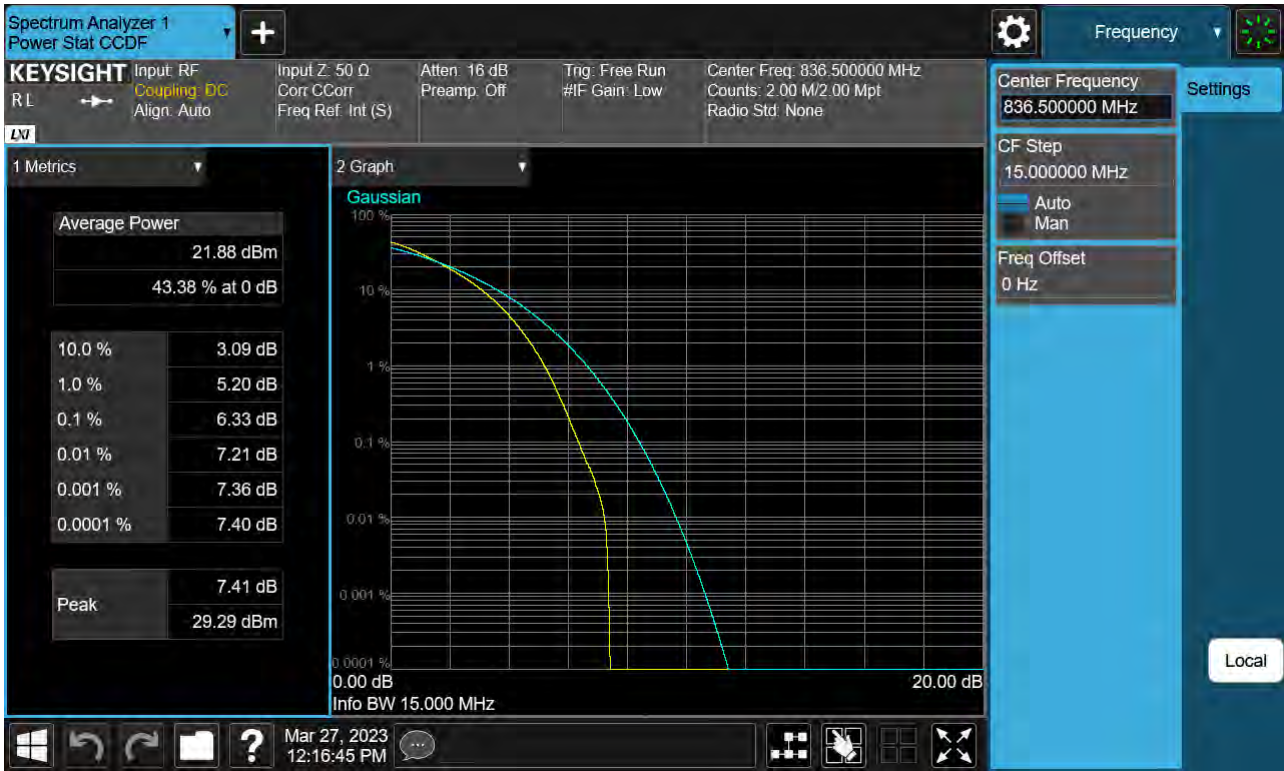 Spectrum Analyzer 1
Power Stat CCDF
+
Frequency
KEYSIGHT
RL
LXI
Input: RF
Coupling: DC
Align: Auto
Input Z: 50 Ω
Corr CCorr
Freq Ref: Int (S)
Atten: 16 dB
Preamp: Off
Trig: Free Run
#IF Gain: Low
Center Freq: 836.500000 MHz
Counts: 2.00 M/2.00 Mpt
Radio Std: None
Center Frequency
836.500000 MHz
Settings
CF Step
15.000000 MHz
Auto
Man
Freq Offset
0 Hz
1 Metrics
Average Power
21.88 dBm
43.38 % at 0 dB
10.0 % 3.09 dB
1.0 % 5.20 dB
0.1 % 6.33 dB
0.01 % 7.21 dB
0.001 % 7.36 dB
0.0001 % 7.40 dB
Peak
7.41 dB
29.29 dBm
2 Graph
Gaussian
100 %
10 %
1 %
0.1 %
0.01 %
0.001 %
0.0001 %
0.00 dB
20.00 dB
Info BW 15.000 MHz
Local
?
Mar 27, 2023
12:16:45 PM